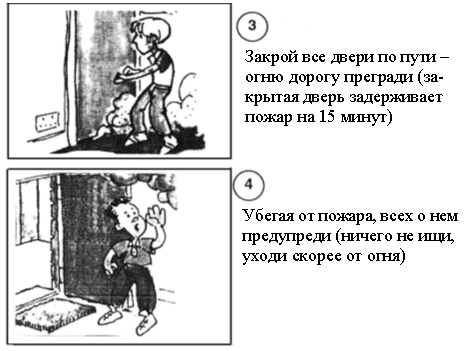 3
Закрой все двери по пути –
огню дорогу прегради (за-
крытая дверь задерживает
пожар на 15 минут)
4
Убегая от пожара, всех о нем
предупреди (ничего не ищи,
уходи скорее от огня)